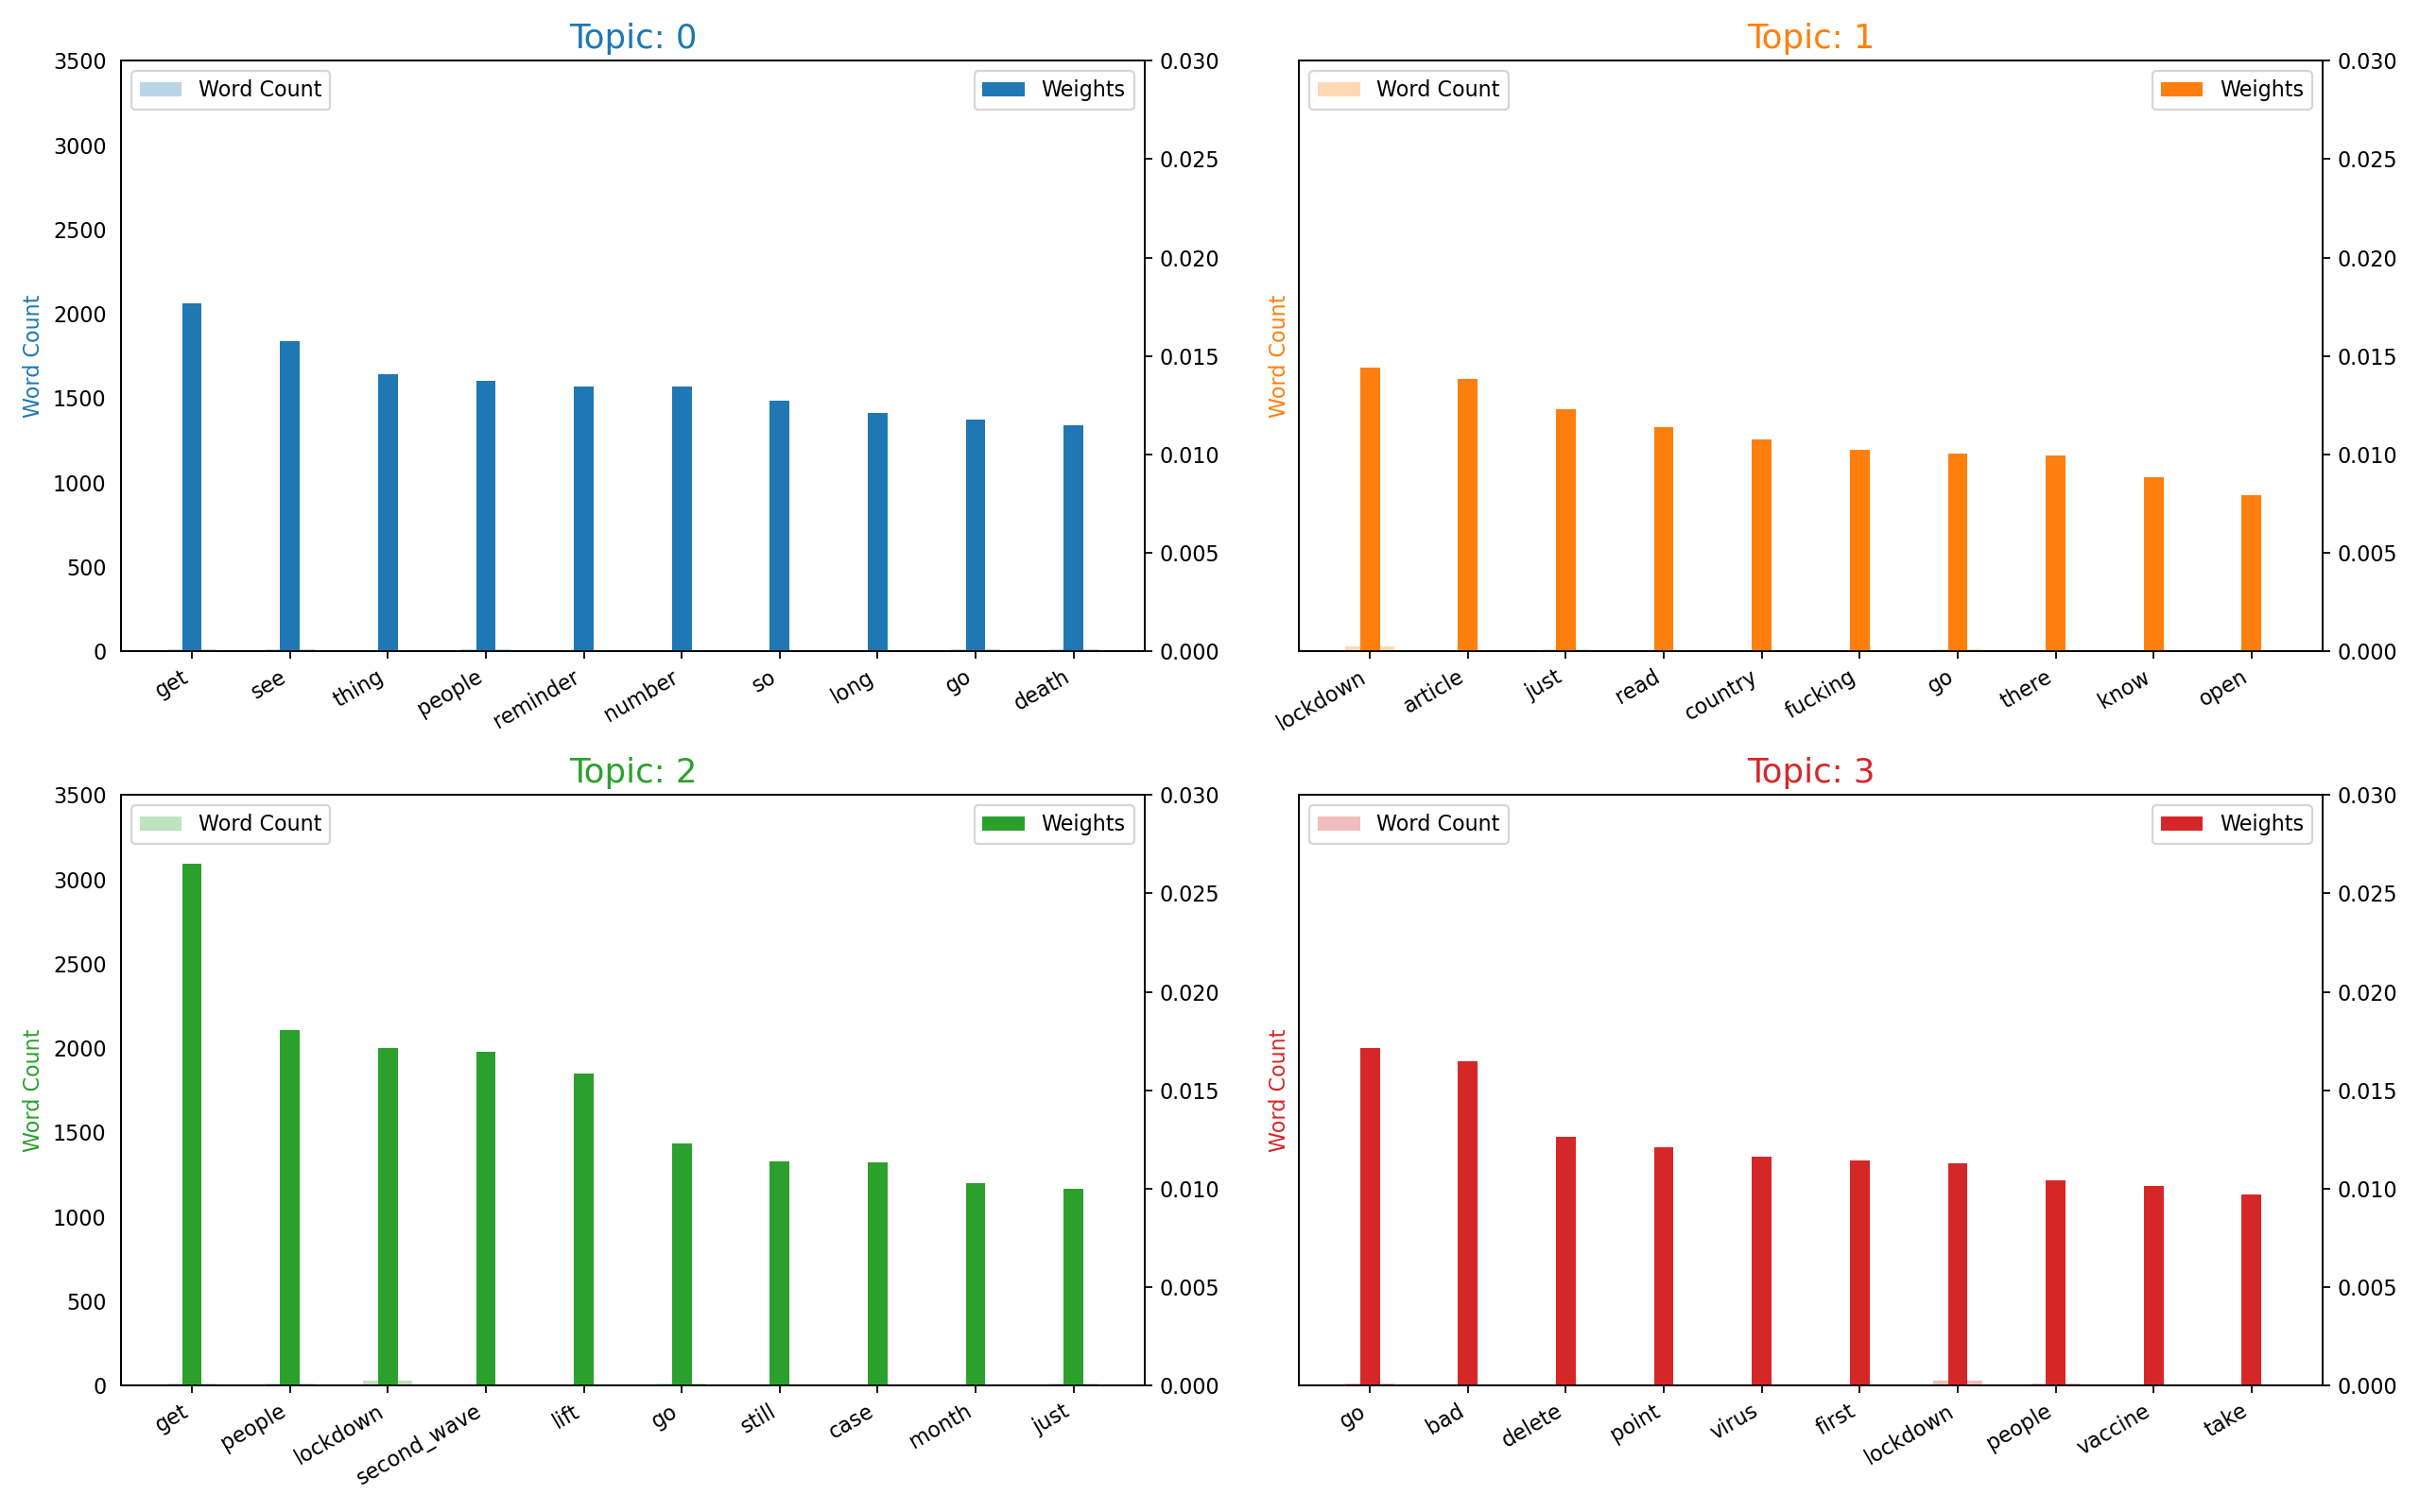 Topic: 0
3500
3000
2500
2000
1500
1000
500
0
Word Count
Word Count
Weights
0.030
0.025
0.020
0.015
0.010
0.005
0.000
get
see
thing
people
reminder
number
so
long
go
death
Topic: 1
Word Count
Word Count
Weights
0.030
0.025
0.020
0.015
0.010
0.005
0.000
lockdown
article
just
read
country
fucking
go
there
know
open
Topic: 2
3500
3000
2500
2000
1500
1000
500
0
Word Count
Word Count
Weights
0.030
0.025
0.020
0.015
0.010
0.005
0.000
get
people
lockdown
second_wave
lift
go
still
case
month
just
Topic: 3
Word Count
Word Count
Weights
0.030
0.025
0.020
0.015
0.010
0.005
0.000
go
bad
delete
point
virus
first
lockdown
people
vaccine
take